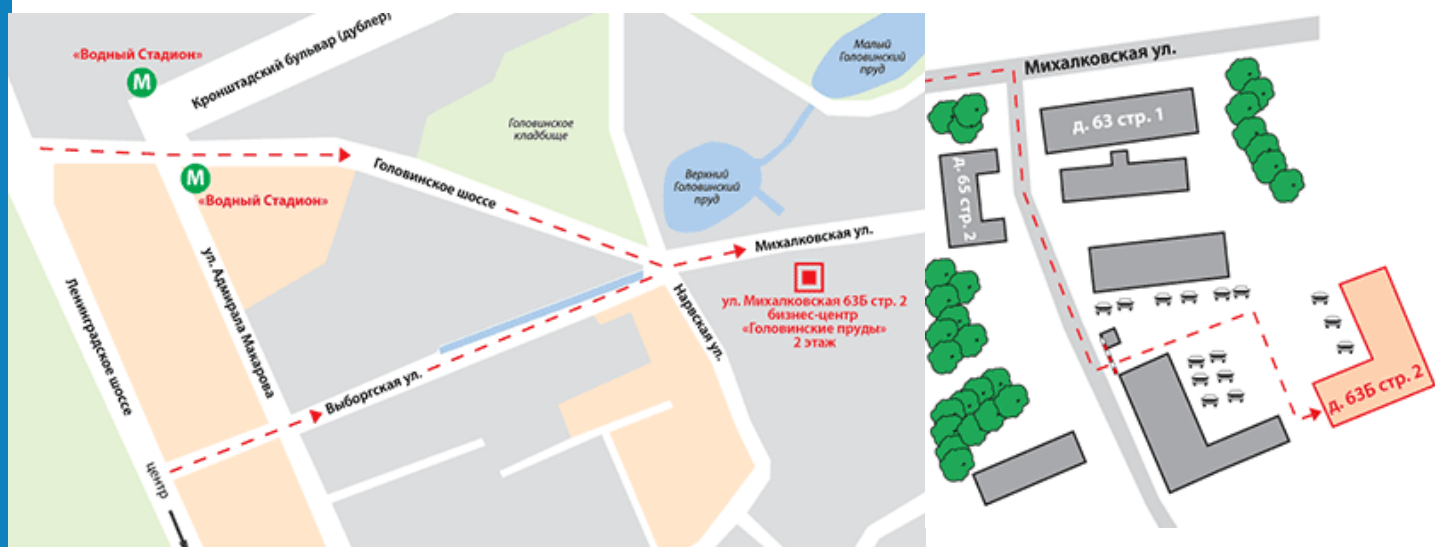 «Водный Стадион»
М
Кронштадский бульвар (дублер)
Малый
Головинский
пруд
Головинское
кладбище
М
«Водный Стадион»
Головинское шоссе
Верхний
Головинский
пруд
Михалковская ул.
ул. Михалковская 63Б стр. 2
бизнес-центр
«Головинские пруды»
2 этаж
Ленинградское шоссе
ул. Адмирала Макарова
Нарвская ул.
Выборгская ул.
центр
Михалковская ул.
д. 63 стр. 1
д. 65 стр. 2
д. 63Б стр. 2